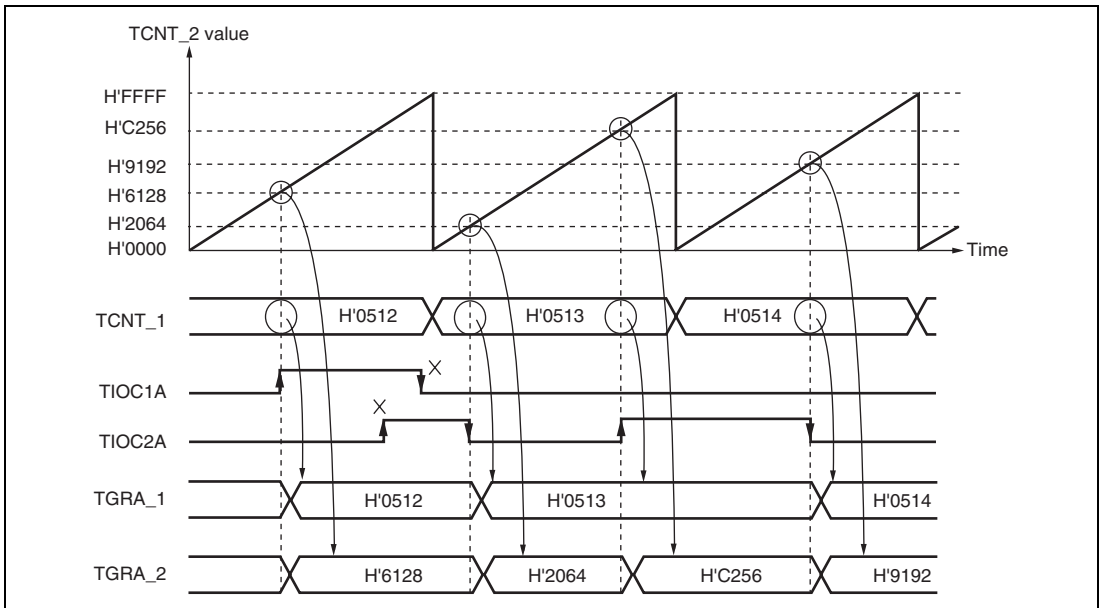 TCNT_2 value
H'FFFF
H'C256
H'9192
H'6128
H'2064
H'0000
Time
TCNT_1
H'0512
H'0513
H'0514
TIOC1A
TIOC2A
TGRA_1
H'0512
H'0513
H'0514
TGRA_2
H'6128
H'2064
H'C256
H'9192